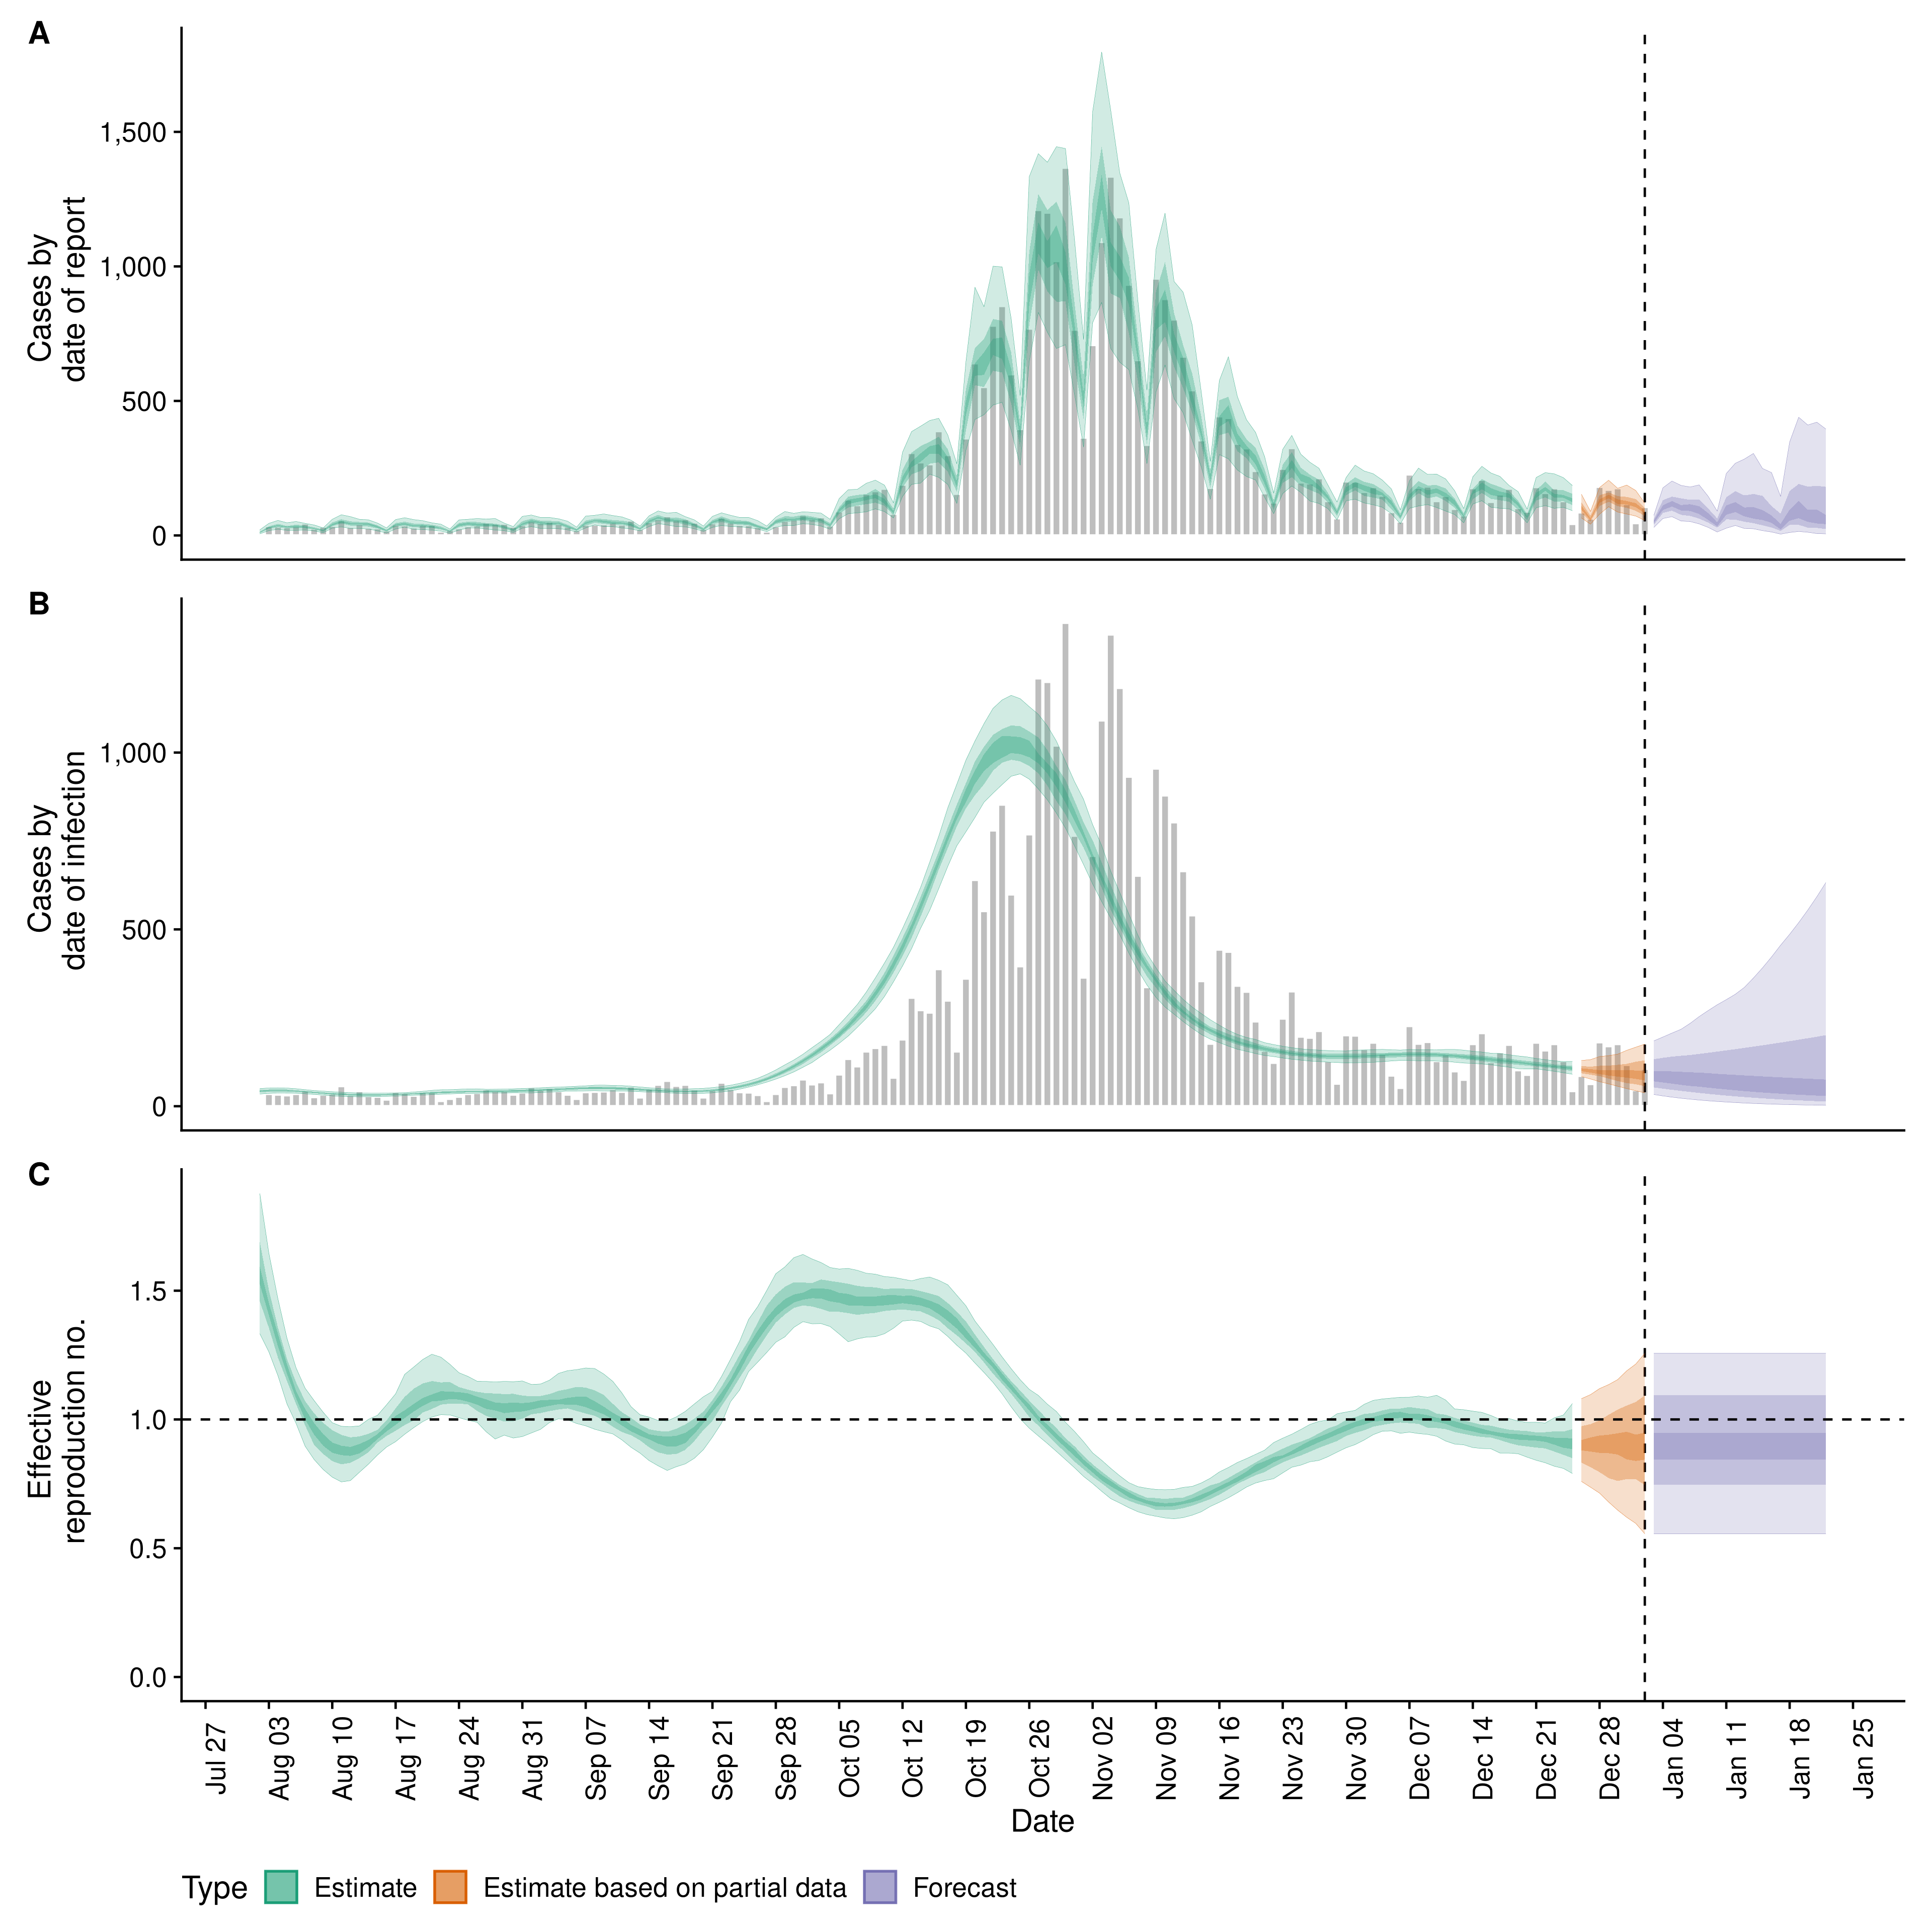 A
Cases by
date of report
1,500
1,000
500
0
B
Cases by
date of infection
1,000
500
0
C
Effective
reproduction no.
1.5
1.0
0.5
0.0
Jul 27
Aug 03
Aug 10
Aug 17
Aug 24
Aug 31
Sep 07
Sep 14
Sep 21
Sep 28
Oct 05
Oct 12
Oct 19
Oct 26
Nov 02
Nov 09
Nov 16
Nov 23
Nov 30
Dec 07
Dec 14
Dec 21
Dec 28
Jan 04
Jan 11
Jan 18
Jan 25
Date
Type Estimate Estimate based on partial data Forecast